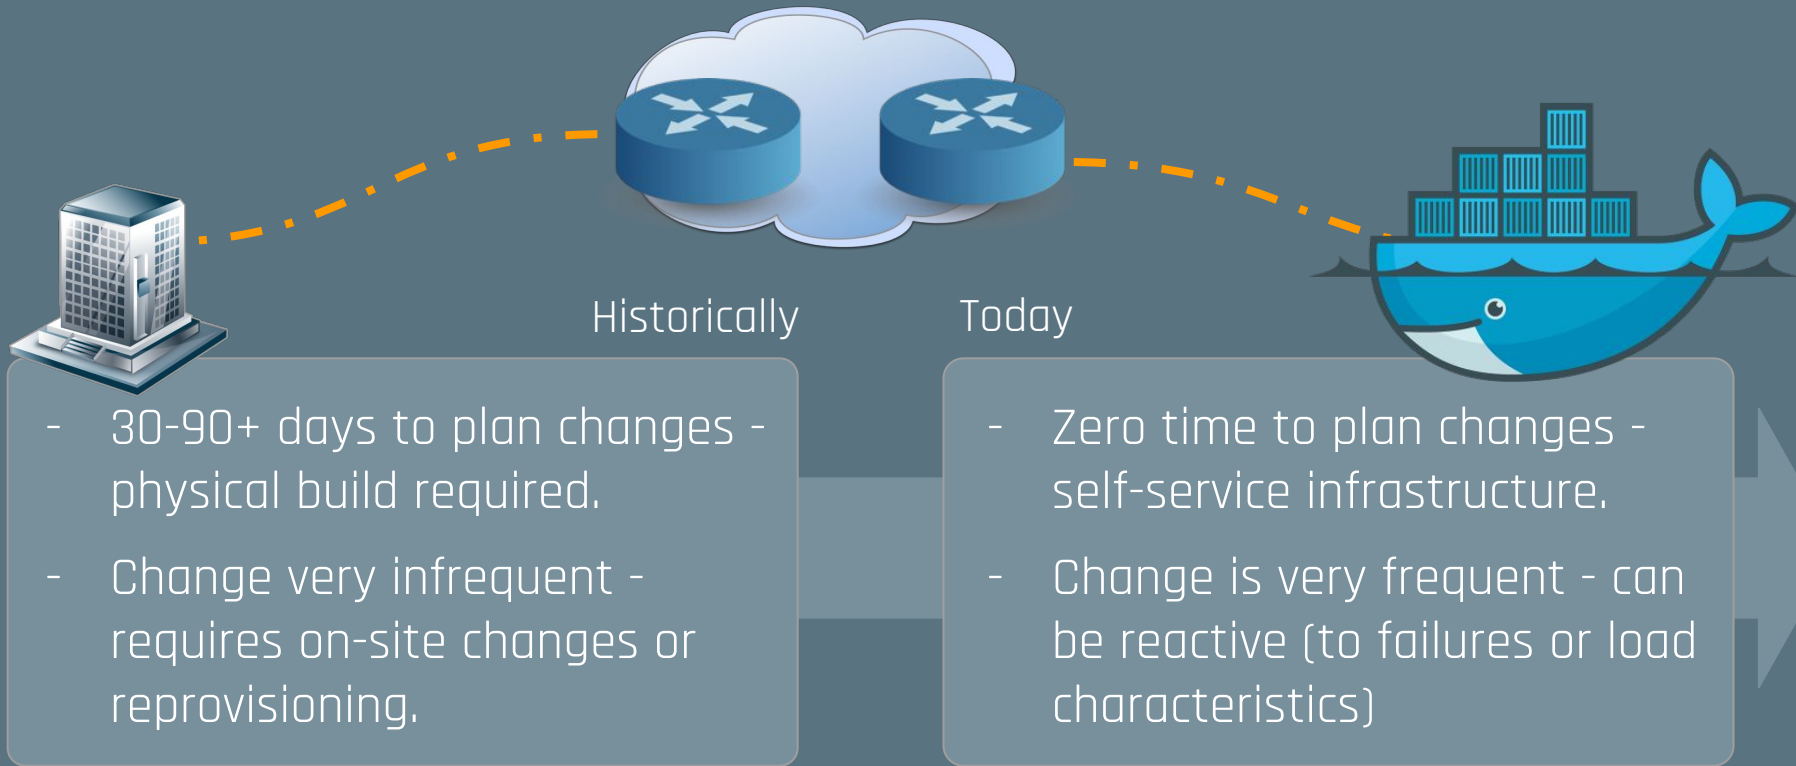 Historically
- 30-90+ days to plan changes -
physical build required.
- Change very infrequent -
requires on-site changes or
reprovisioning.
Today
- Zero time to plan changes -
self-service infrastructure.
- Change is very frequent - can
be reactive (to failures or load
characteristics)